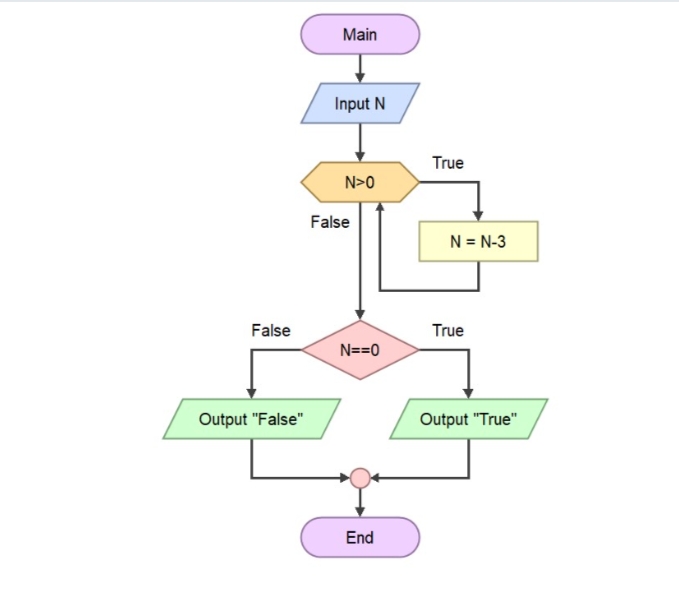 Main
Input N
True
N>0
False
N = N-3
False
True
N==0
Output "False"
Output "True"
End